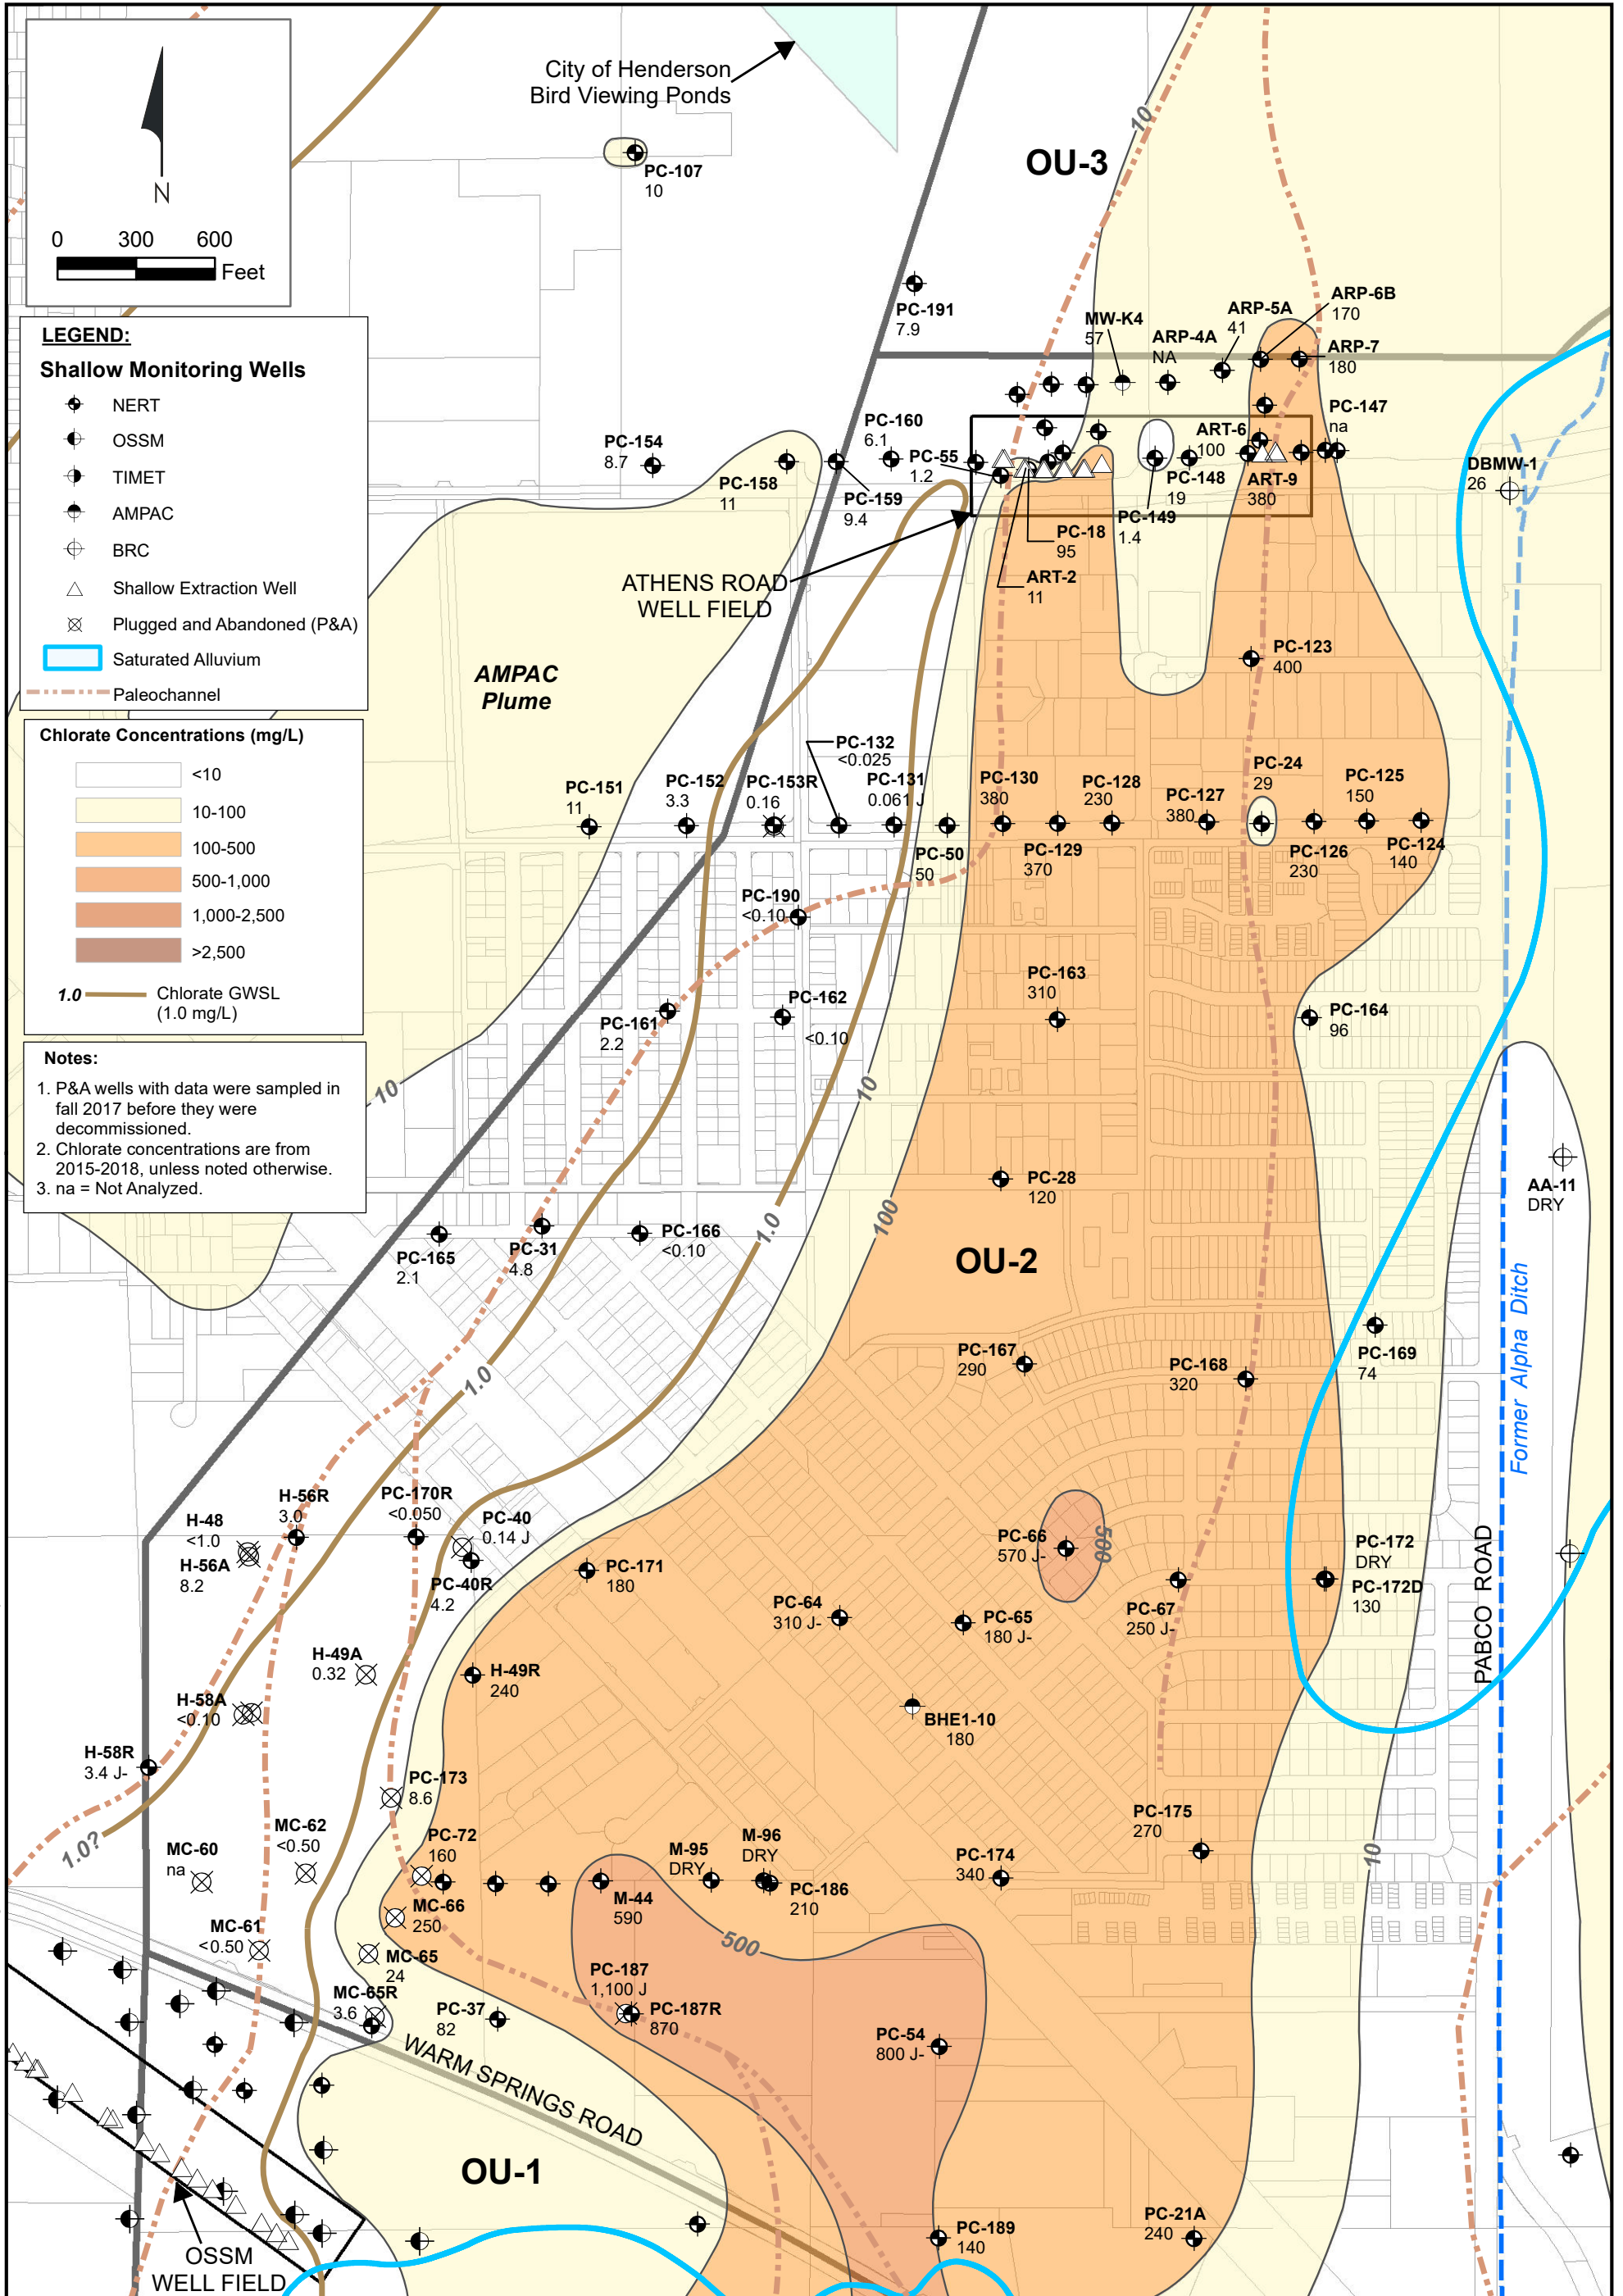 City of Henderson
Bird Viewing Ponds
N
0 300 600
Feet
OU-3
10
PC-107
10
PC-191
7.9
LEGEND:
Shallow Monitoring Wells
NERT
OSSM
TIMET
AMPAC
BRC
Shallow Extraction Well
Plugged and Abandoned (P&A)
Saturated Alluvium
Paleochannel
Chlorate Concentrations (mg/L)
<10
10-100
100-500
500-1,000
1,000-2,500
>2,500
1.0 Chlorate GWSL
(1.0 mg/L)
Notes:
1. P&A wells with data were sampled in
fall 2017 before they were
decommissioned.
2. Chlorate concentrations are from
2015-2018, unless noted otherwise.
3. na = Not Analyzed.
MW-K4
57
ARP-4A
NA
ARP-5A
41
ARP-6B
170
ARP-7
180
PC-154
8.7
PC-158
11
PC-159
9.4
PC-160
6.1
PC-55
1.2
ART-6
100
PC-147
na
PC-148
19
PC-149
1.4
ART-9
380
DBMW-1
26
PC-18
95
ART-2
11
ATHENS ROAD
WELL FIELD
AMPAC
Plume
PC-123
400
PC-151
11
PC-152
3.3
PC-153R
0.16
PC-132
<0.025
PC-131
0.061 J
PC-50
50
PC-130
380
PC-129
370
PC-128
230
PC-127
380
PC-24
29
PC-126
230
PC-125
150
PC-124
140
PC-190
<0.10
PC-161
2.2
PC-162
<0.10
PC-163
310
PC-164
96
10
10
PC-28
120
AA-11
DRY
PC-165
2.1
PC-31
4.8
PC-166
<0.10
1.0
100
OU-2
Former Alpha Ditch
PC-167
290
PC-168
320
PC-169
74
1.0
H-48
<1.0
H-56A
8.2
H-56R
3.0
PC-170R
<0.050
PC-40
0.14 J
PC-40R
4.2
PC-171
180
PC-66
570 J-
500
PC-172
DRY
PC-172D
130
PC-64
310 J-
PC-65
180 J-
PC-67
250 J-
PABCO ROAD
H-49A
0.32
H-49R
240
H-58A
<0.10
BHE1-10
180
H-58R
3.4 J-
PC-173
8.6
1.0?
MC-60
na
MC-62
<0.50
PC-72
160
M-95
DRY
M-96
DRY
PC-186
210
PC-174
340
PC-175
270
10
M-44
590
MC-66
250
MC-61
<0.50
MC-65
24
500
MC-65R
3.6
PC-37
82
PC-187
1,100 J
PC-187R
870
PC-54
800 J-
WARM SPRINGS ROAD
OU-1
OSSM
WELL FIELD
PC-189
140
PC-21A
240